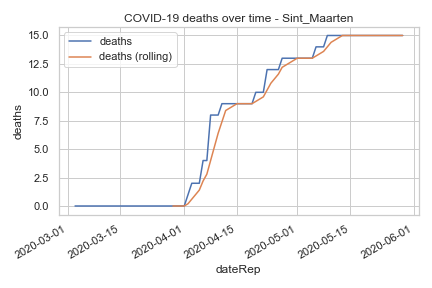 COVID-19 deaths over time - Sint_Maarten
deaths
deaths (rolling)
15.0
12.5
10.0
7.5
5.0
2.5
0.0
deaths
2020-03-01
2020-03-15
2020-04-01
2020-04-15
2020-05-01
2020-05-15
2020-06-01
dateRep